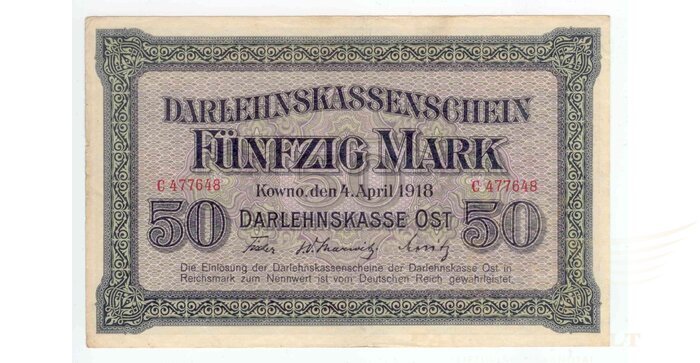 DARLEHNSKASSENSCHEIN
FÜNFZIG MARK
C 477648 Kowno, den 4. April 1918 C 477648
50 DARLEHNSKASSE OST 50
Die Einlösung der Darlehnskassenscheine der Darlehnskasse Ost in
Reichsmark zum Nennwert ist vom Deutschen Reich gewährleistet.